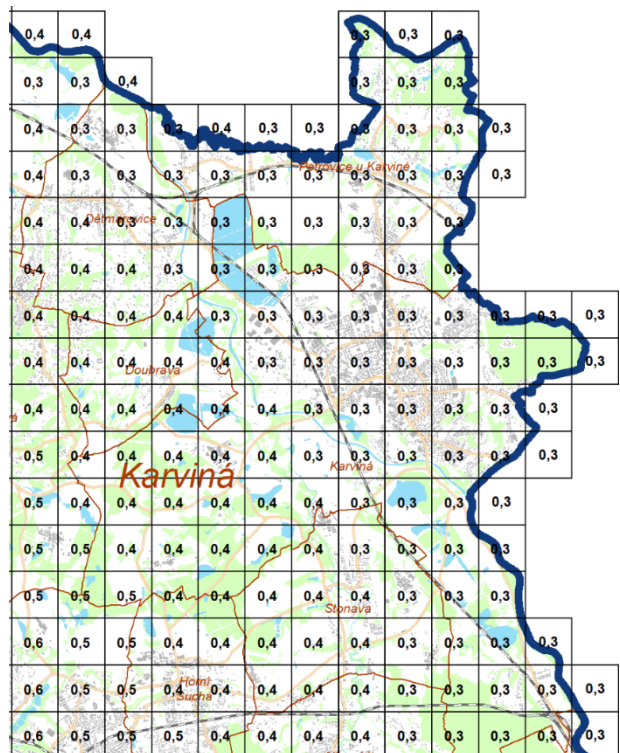 0,4 0,4 0,3 0,3 0,3
0,3 0,3 0,4 0,3 0,3 0,3
0,4 0,3 0,3 0,3 0,4 0,3 0,3 0,3 0,3 0,3 0,3
Petrovice u Karviné
0,4 0,3 0,3 0,3 0,3 0,3 0,3 0,3 0,3 0,3 0,3
Dětmarovice
0,4 0,4 0,3 0,3 0,3 0,3 0,3 0,3 0,3 0,3
0,4 0,4 0,4 0,3 0,3 0,3 0,3 0,3 0,3 0,3
0,4 0,4 0,4 0,4 0,3 0,3 0,3 0,3 0,3 0,3 0,3 0,3 0,3
0,4 0,4 0,4 0,4 0,4 0,3 0,3 0,3 0,3 0,3 0,3 0,3 0,3
Doubrava
0,4 0,4 0,4 0,4 0,4 0,4 0,3 0,3 0,3 0,3 0,3 0,3
0,5 0,4 0,4 0,4 0,4 0,4 0,3 0,3 0,3 0,3 0,3 0,3
Karviná
Karviná
0,5 0,4 0,4 0,4 0,4 0,4 0,4 0,3 0,3 0,3 0,3
0,5 0,5 0,4 0,4 0,4 0,4 0,4 0,3 0,3 0,3 0,3
0,5 0,5 0,4 0,4 0,4 0,4 0,4 0,4 0,3 0,3 0,3
Stonava
0,6 0,5 0,5 0,4 0,4 0,4 0,4 0,4 0,3 0,3 0,3 0,3
Horní
Suchá
0,6 0,5 0,5 0,4 0,4 0,4 0,4 0,4 0,4 0,3 0,3 0,3 0,3
0,6 0,5 0,5 0,5 0,4 0,4 0,4 0,4 0,4 0,3 0,3 0,3 0,3